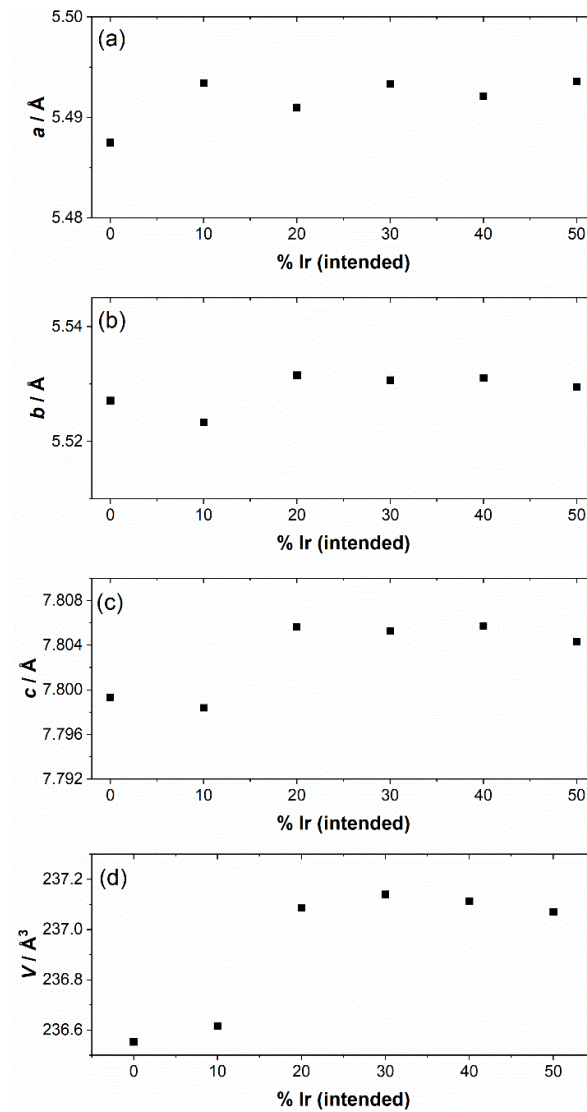 (a)
5.50
5.49
5.48
a / Å
0 10 20 30 40 50
% Ir (intended)
(b)
5.54
5.52
b / Å
0 10 20 30 40 50
% Ir (intended)
(c)
7.808
7.804
7.800
7.796
7.792
c / Å
0 10 20 30 40 50
% Ir (intended)
(d)
237.2
237.0
236.8
236.6
V / Å³
0 10 20 30 40 50
% Ir (intended)